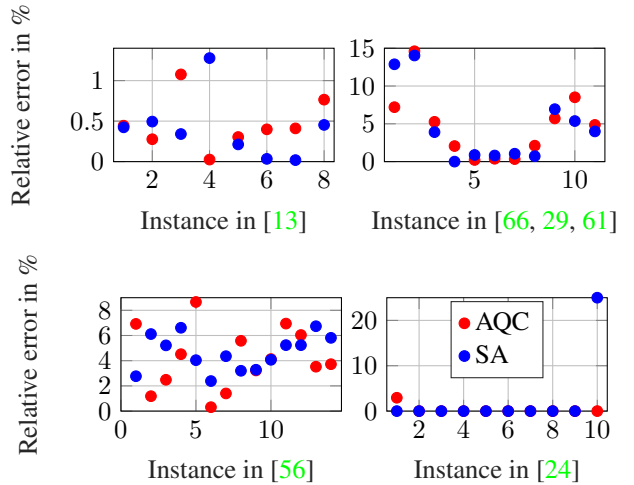 Relative error in %
1
0.5
0
2 4 6 8
Instance in [13]
15
10
5
0
5 10
Instance in [66, 29, 61]
Relative error in %
8
6
4
2
0
0 5 10
Instance in [56]
20
10
0
2 4 6 8 10
AQC
SA
Instance in [24]